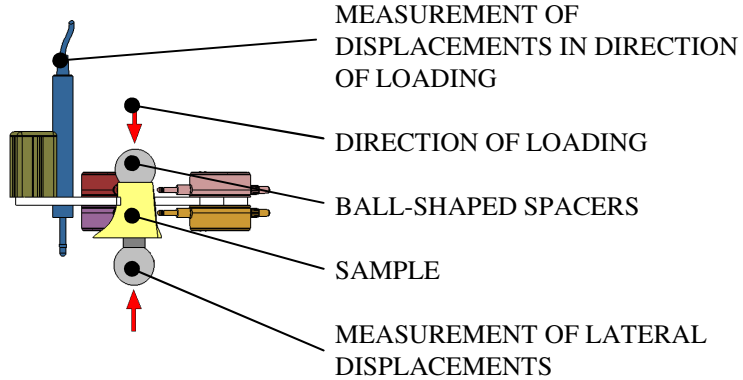 MEASUREMENT OF
DISPLACEMENTS IN DIRECTION
OF LOADING
DIRECTION OF LOADING
BALL-SHAPED SPACERS
SAMPLE
MEASUREMENT OF LATERAL
DISPLACEMENTS